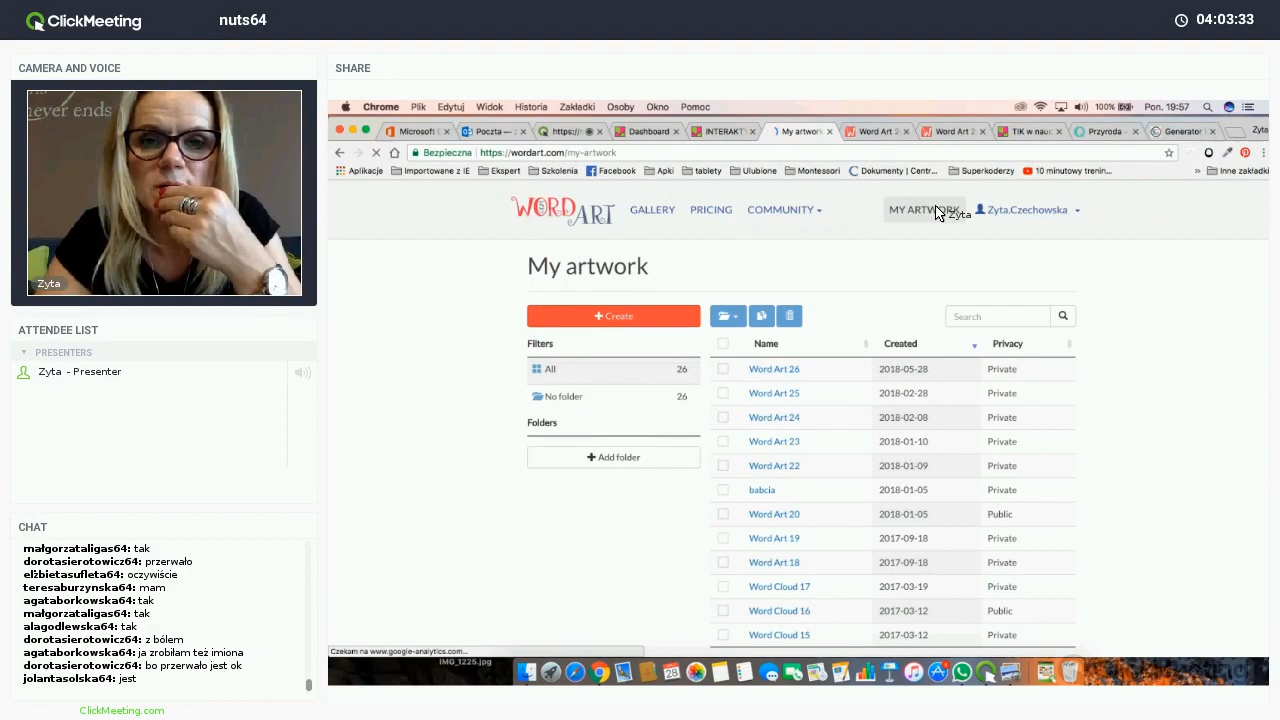 ClickMeeting
nuts64
04:03:33
CAMERA AND VOICE
SHARE
never ends
Zyta
ATTENDEE LIST
PRESENTERS
Zyta - Presenter
CHAT
małgorzataligas64: tak
dorotasierotowicz64: przerwało
elżbietasufleta64: oczywiście
teresaburzynska64: mam
agataborkowska64: tak
małgorzataligas64: tak
alagodlewska64: tak
dorotasierotowicz64: z bólem
agataborkowska64: ja zrobiłam też imiona
dorotasierotowicz64: bo przerwało jest ok
jolantasolska64: jest
ClickMeeting.com
Chrome Plik Edytuj Widok Historia Zakładki Osoby Okno Pomoc 100% Pon. 19:57
Microsoft Poczta — https:// Dashboard INTERAKT My artwork Word Art 2 Word Art 2 TIK w nauc Przyroda – Generator Zyta
Bezpieczna https://wordart.com/my-artwork
Aplikacje Importowane z IE Ekspert Szkolenia Facebook Apki tablety Ulubione Montessori Dokumenty | Centr... Superkoderzy 10 minutowy trenin... » Inne zakładki
WORD ART GALLERY PRICING COMMUNITY MY ARTWORK Zyta Zyta.Czechowska
My artwork
Create
Search
Filters
Name Created Privacy
All 26
No folder 26
Folders
Add folder
Word Art 26 2018-05-28 Private
Word Art 25 2018-02-28 Private
Word Art 24 2018-02-08 Private
Word Art 23 2018-01-10 Private
Word Art 22 2018-01-09 Private
babcia 2018-01-05 Private
Word Art 20 2018-01-05 Public
Word Art 19 2017-09-18 Private
Word Art 18 2017-09-18 Private
Word Cloud 17 2017-03-19 Private
Word Cloud 16 2017-03-12 Public
Word Cloud 15 2017-03-12 Private
Czekam na www.google-analytics.com...
IMG_1225.jpg
28